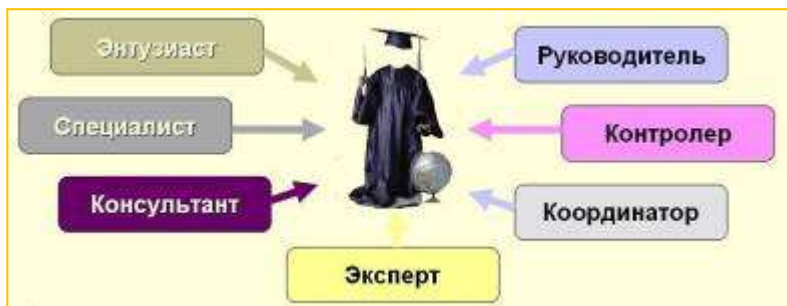 Энтузиаст
Руководитель
Специалист
Контролер
Консультант
Координатор
Эксперт